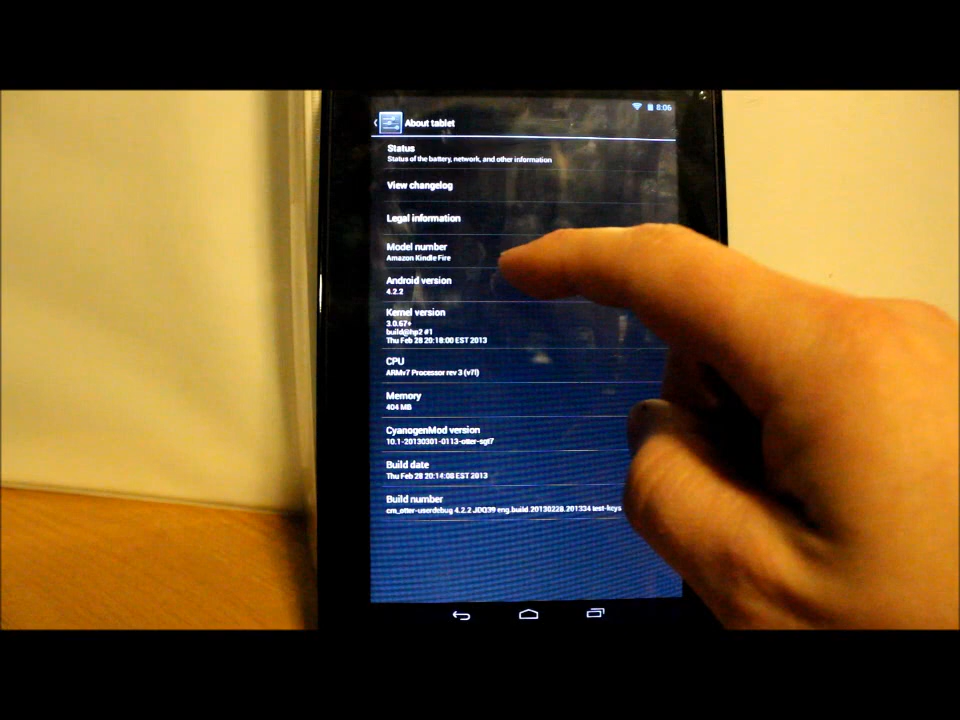 8:06
About tablet
Status
Status of the battery, network, and other information
View changelog
Legal information
Model number
Amazon Kindle Fire
Android version
4.2.2
Kernel version
3.0.67+
build@hp2 #1
Thu Feb 28 20:18:00 EST 2013
CPU
ARMv7 Processor rev 3 (v7l)
Memory
404 MB
CyanogenMod version
10.1-20130301-0113-otter-sgt7
Build date
Thu Feb 28 20:14:08 EST 2013
Build number
cm_otter-userdebug 4.2.2 JDQ39 eng.build.20130228.201334 test-keys